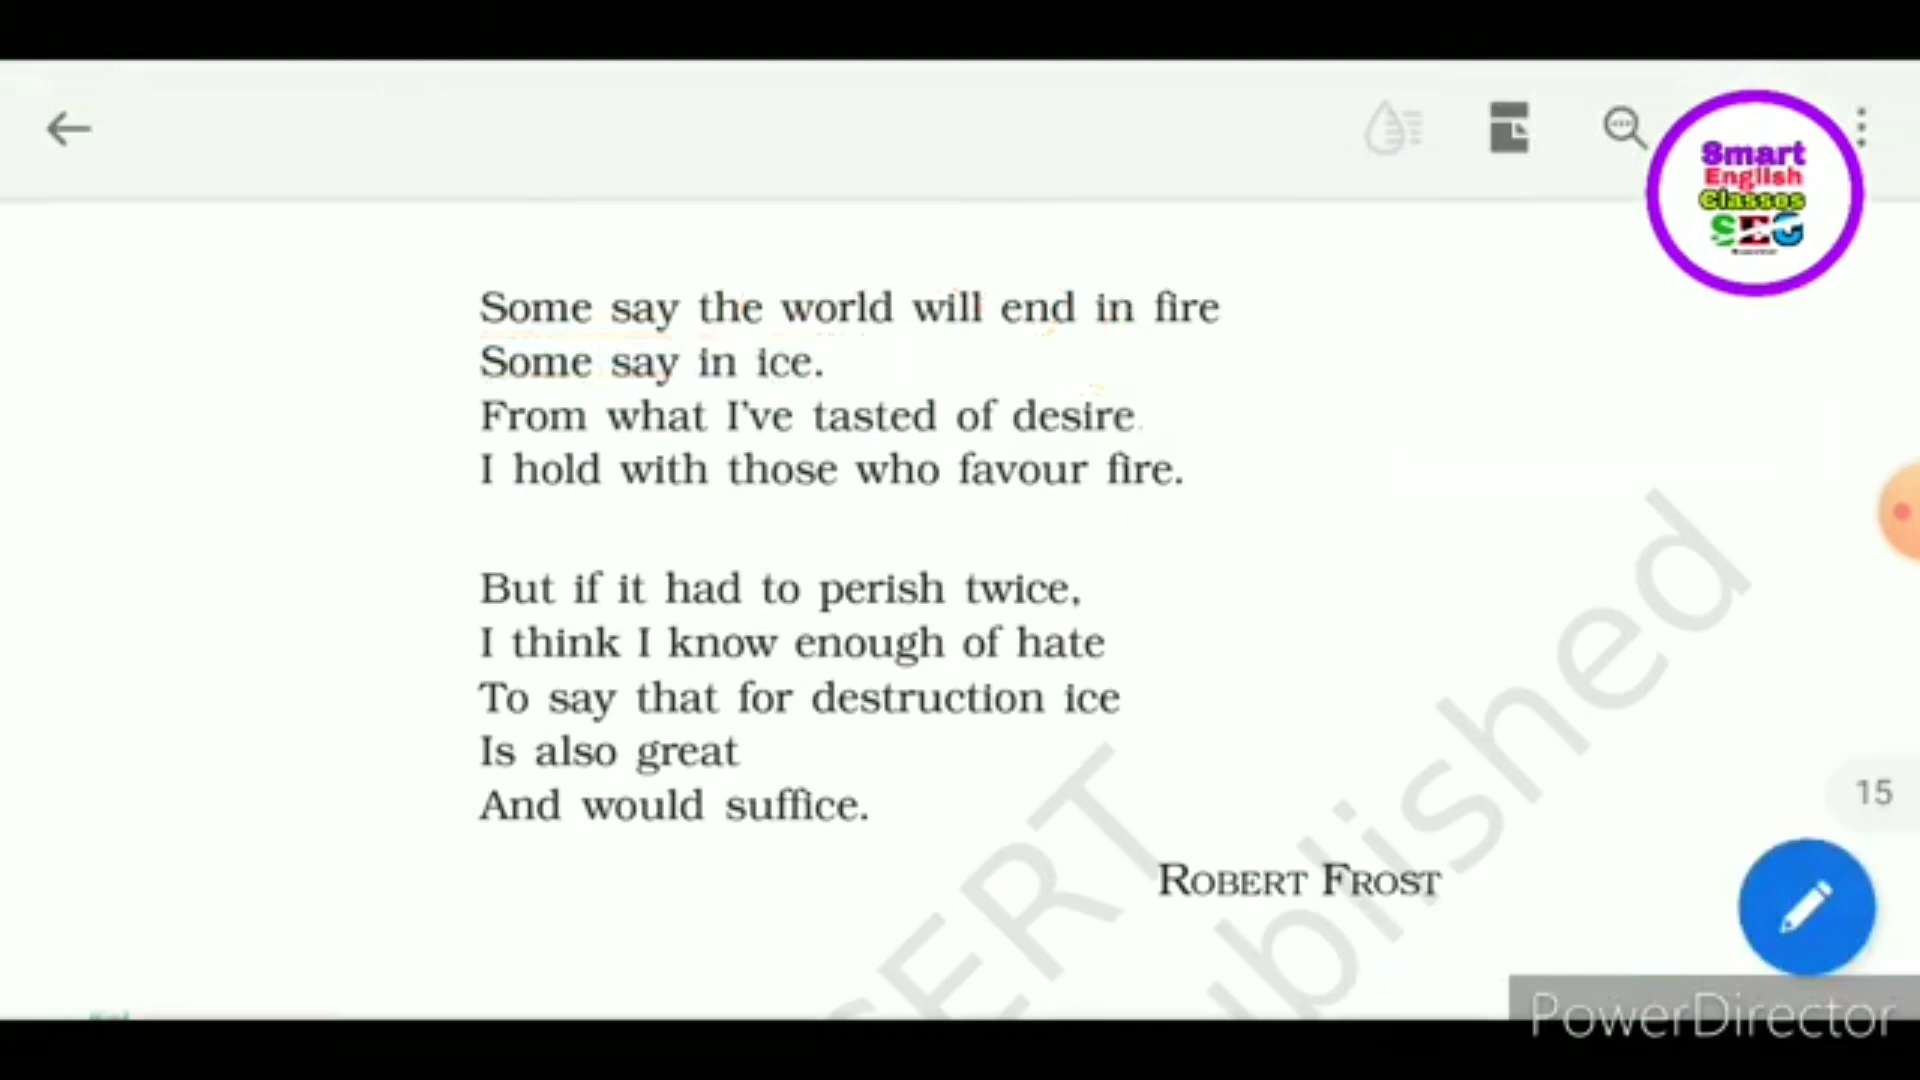 Smart
English
Classes
SEC
Some say the world will end in fire
Some say in ice.
From what I've tasted of desire
I hold with those who favour fire.
But if it had to perish twice,
I think I know enough of hate
To say that for destruction ice
Is also great
And would suffice.
ROBERT FROST
15
PowerDirector